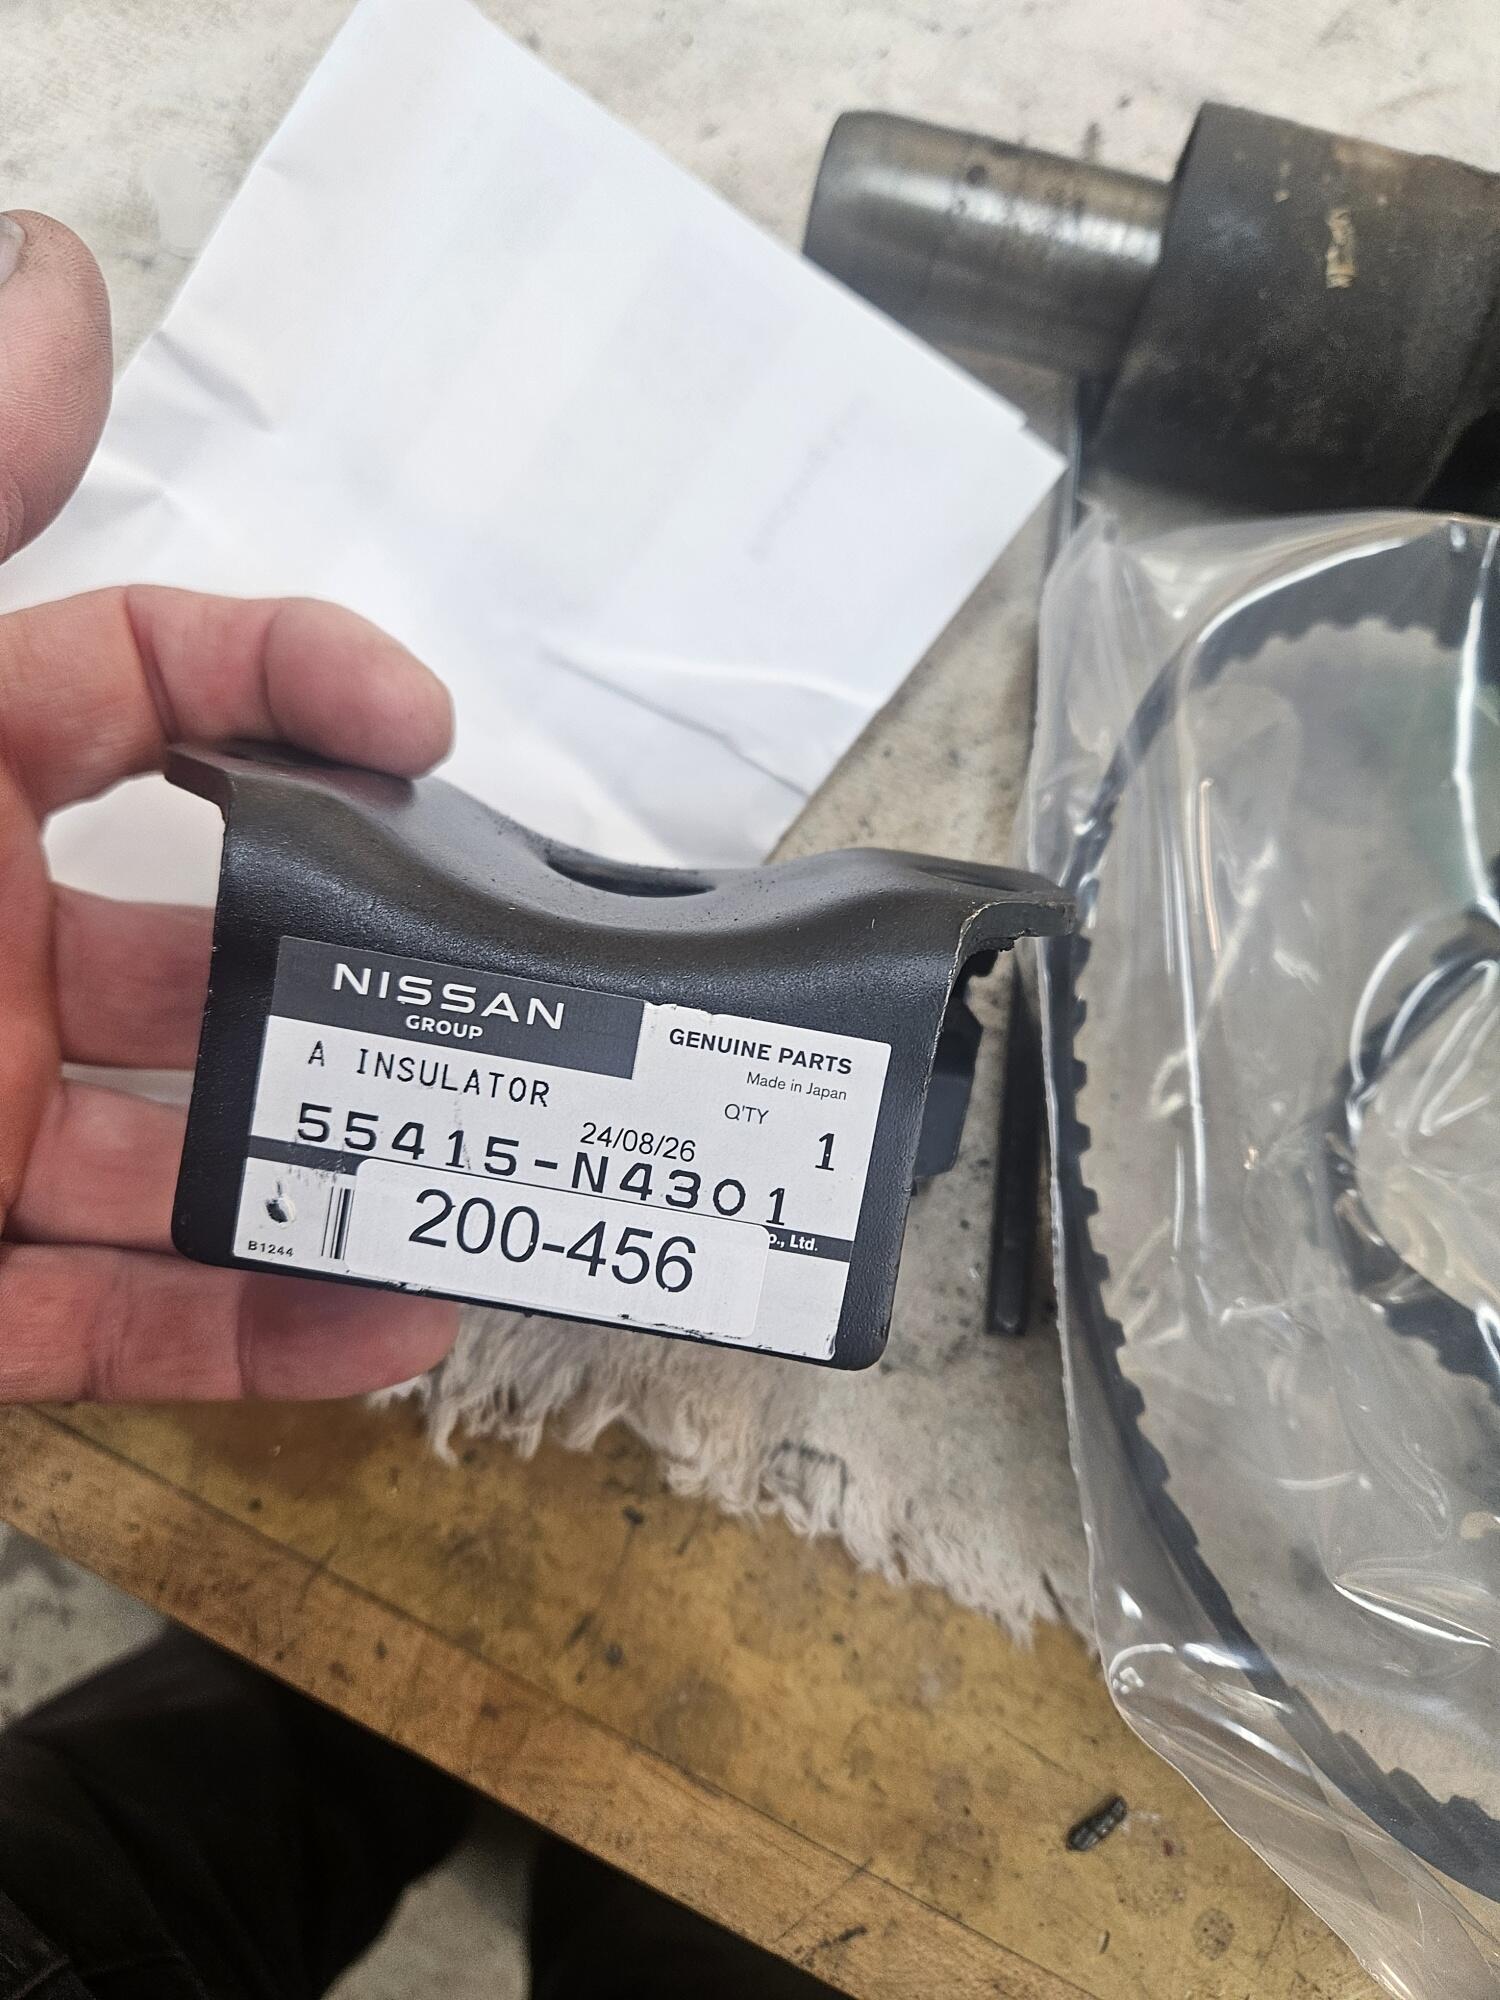 NISSAN
GROUP
GENUINE PARTS
Made in Japan
A INSULATOR
Q'TY
24/08/26
1
55415-N4301
200-456
Ltd.
B1244